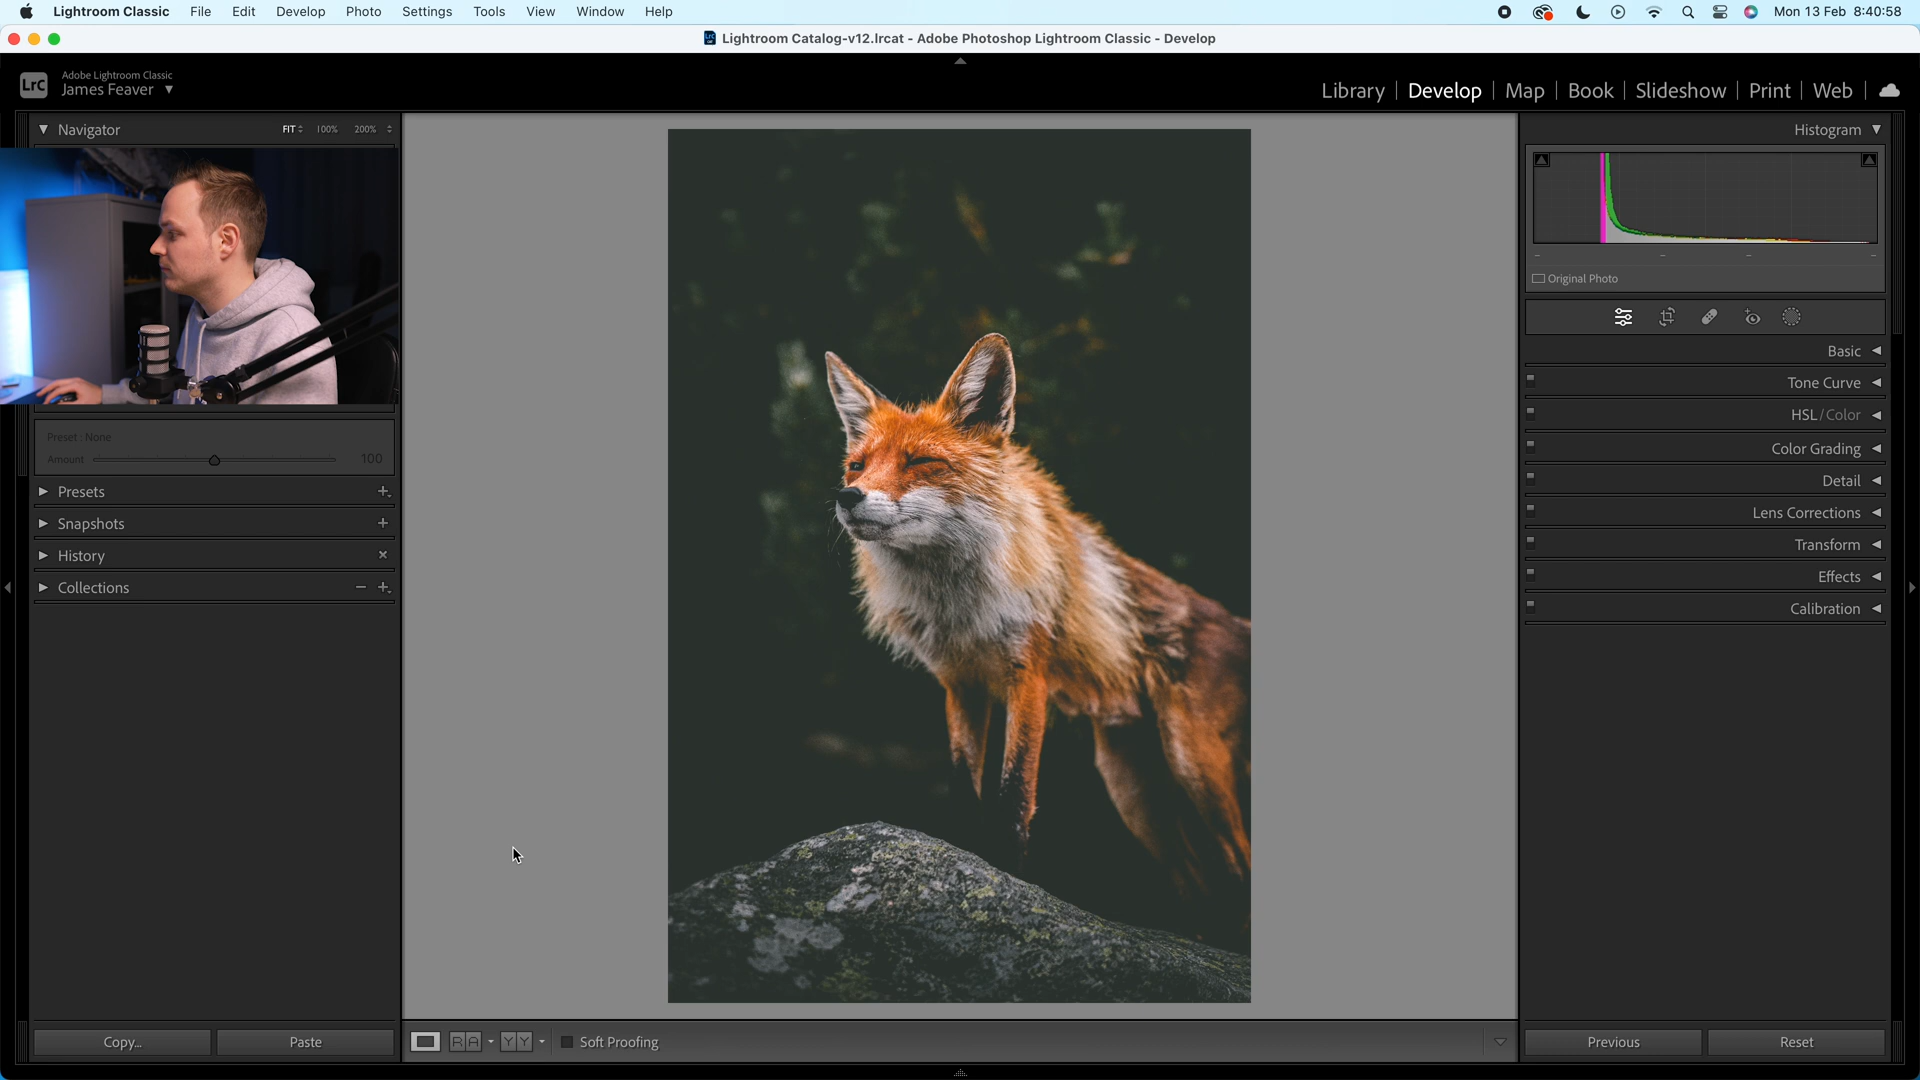 Lightroom Classic File Edit Develop Photo Settings Tools View Window Help Mon 13 Feb 8:40:58
Lightroom Catalog-v12.lrcat - Adobe Photoshop Lightroom Classic - Develop
LrC
Adobe Lightroom Classic
James Feaver
Library Develop Map Book Slideshow Print Web
Navigator FIT 100% 200%
Histogram
Original Photo
Basic
Tone Curve
HSL / Color
Color Grading
Detail
Lens Corrections
Transform
Effects
Calibration
Preset : None
Amount 100
Presets
Snapshots
History
Collections
Copy... Paste
R A Y Y Soft Proofing
Previous Reset